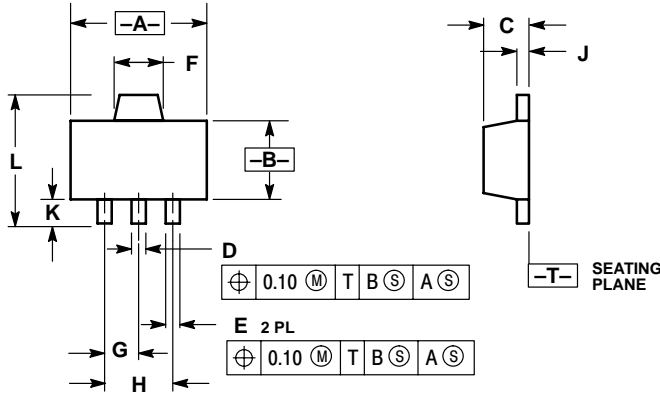 –A–
C
F
J
L
–B–
K
D
–T– SEATING PLANE
⌖ 0.10 Ⓜ T B Ⓢ A Ⓢ
E 2 PL
G
⌖ 0.10 Ⓜ T B Ⓢ A Ⓢ
H